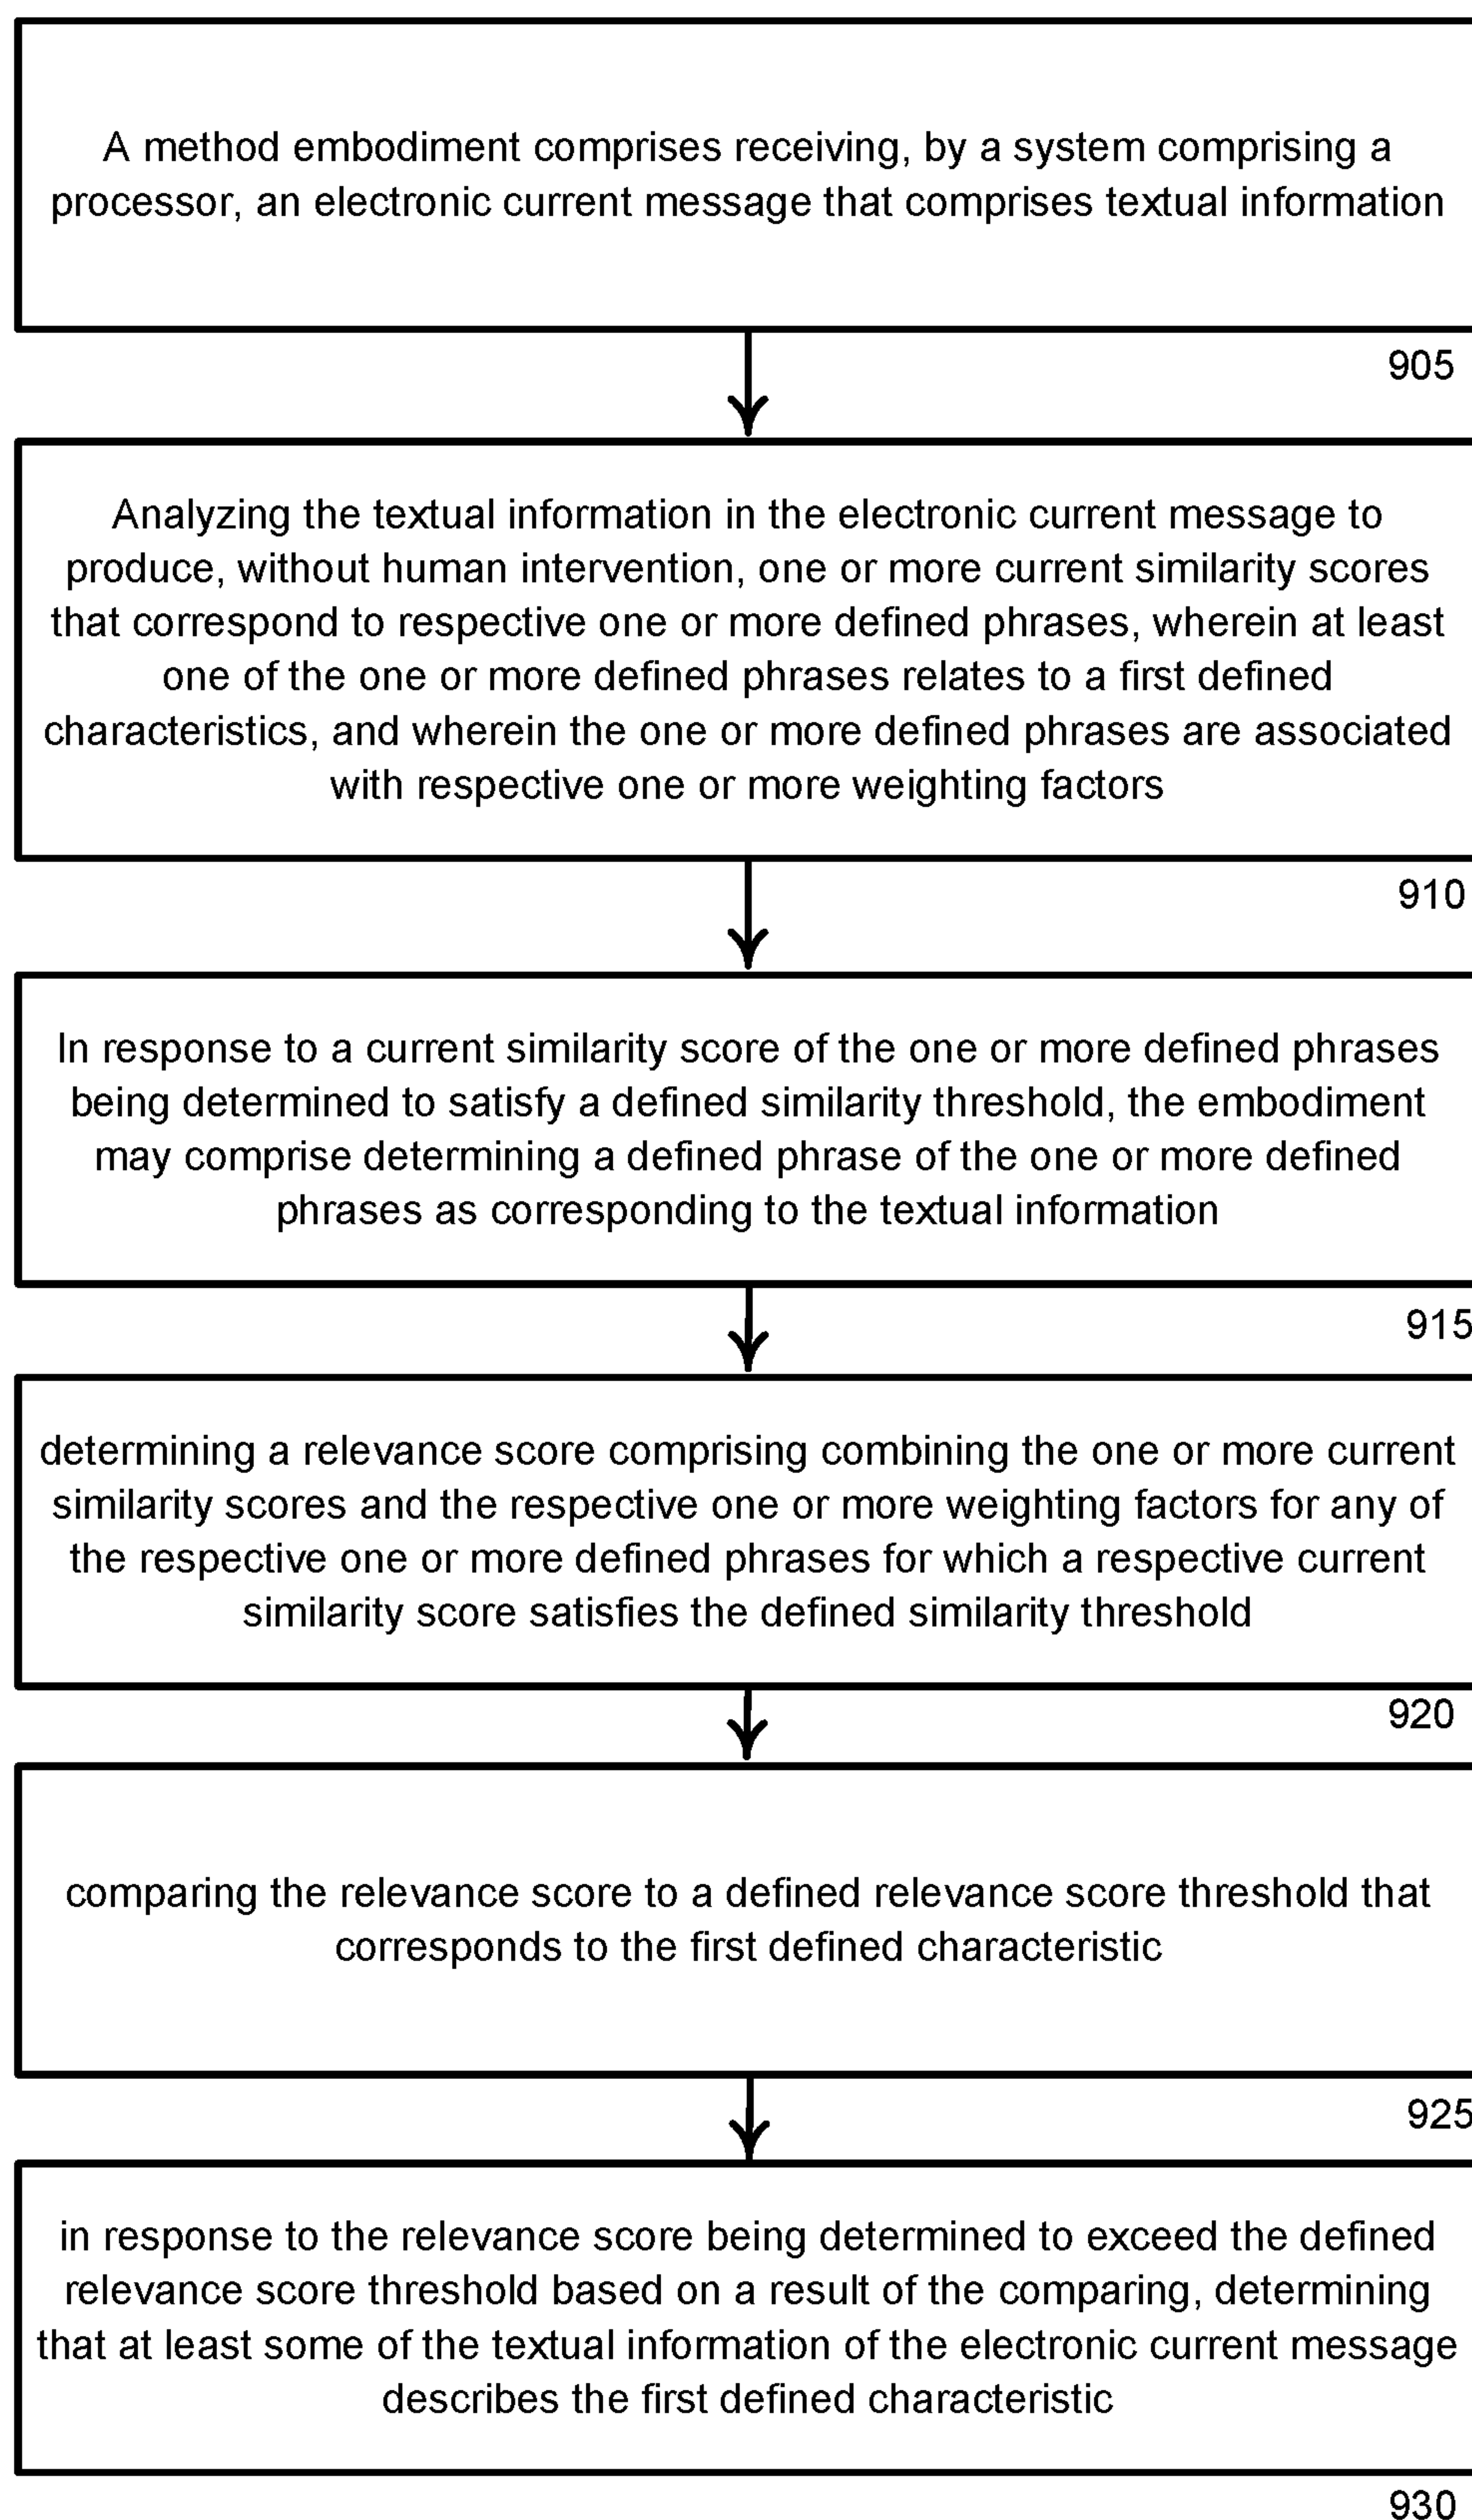 A method embodiment comprises receiving, by a system comprising a
processor, an electronic current message that comprises textual information
905
Analyzing the textual information in the electronic current message to
produce, without human intervention, one or more current similarity scores
that correspond to respective one or more defined phrases, wherein at least
one of the one or more defined phrases relates to a first defined
characteristics, and wherein the one or more defined phrases are associated
with respective one or more weighting factors
910
In response to a current similarity score of the one or more defined phrases
being determined to satisfy a defined similarity threshold, the embodiment
may comprise determining a defined phrase of the one or more defined
phrases as corresponding to the textual information
915
determining a relevance score comprising combining the one or more current
similarity scores and the respective one or more weighting factors for any of
the respective one or more defined phrases for which a respective current
similarity score satisfies the defined similarity threshold
920
comparing the relevance score to a defined relevance score threshold that
corresponds to the first defined characteristic
925
in response to the relevance score being determined to exceed the defined
relevance score threshold based on a result of the comparing, determining
that at least some of the textual information of the electronic current message
describes the first defined characteristic
930